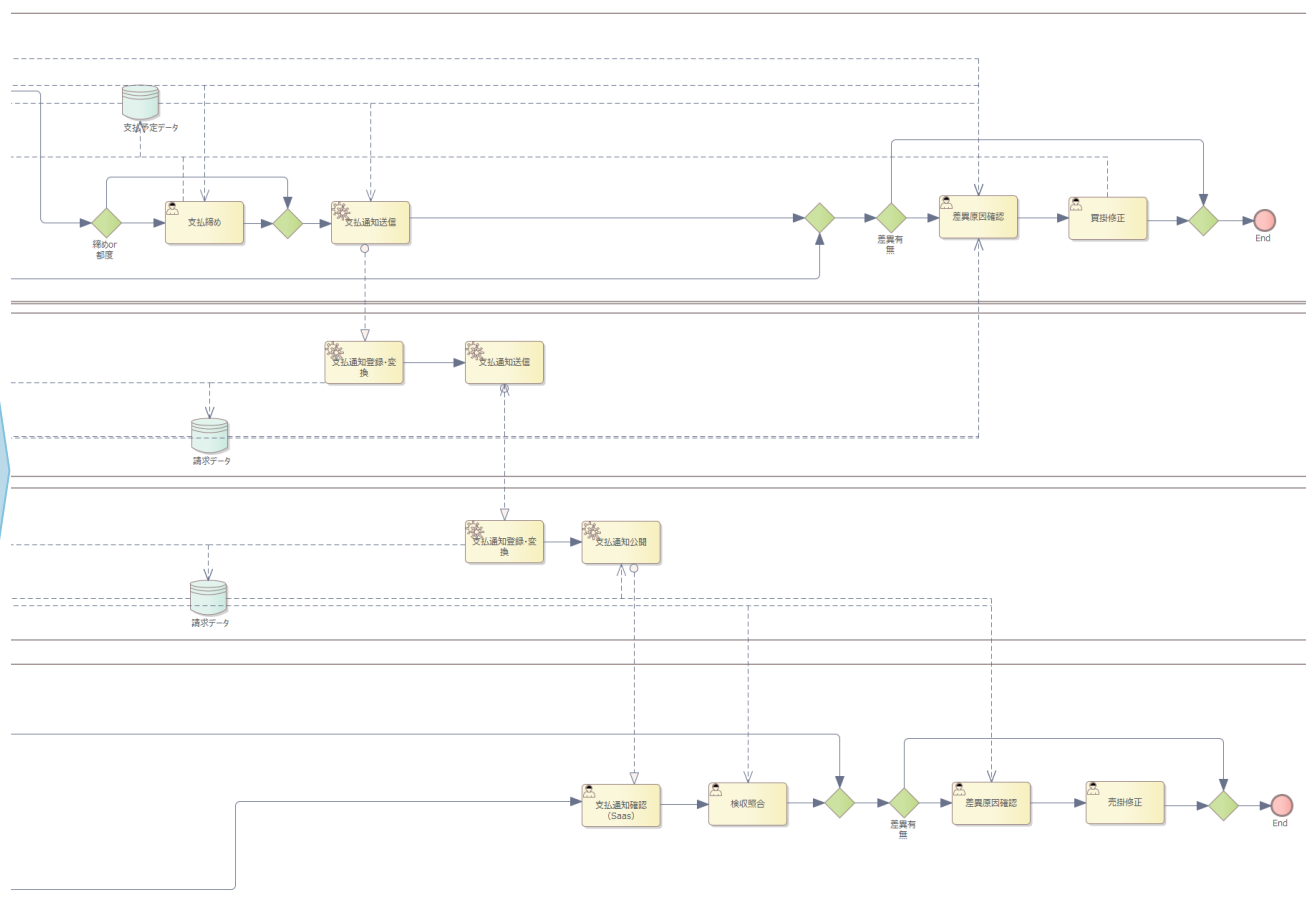 支払予定データ
締めor
都度
支払締め
支払通知送信
差異有
無
差異原因確認
買掛修正
End
支払通知登録・変
換
支払通知送信
請求データ
支払通知登録・変
換
支払通知公開
請求データ
支払通知確認
（Saas）
検収照合
差異有
無
差異原因確認
売掛修正
End